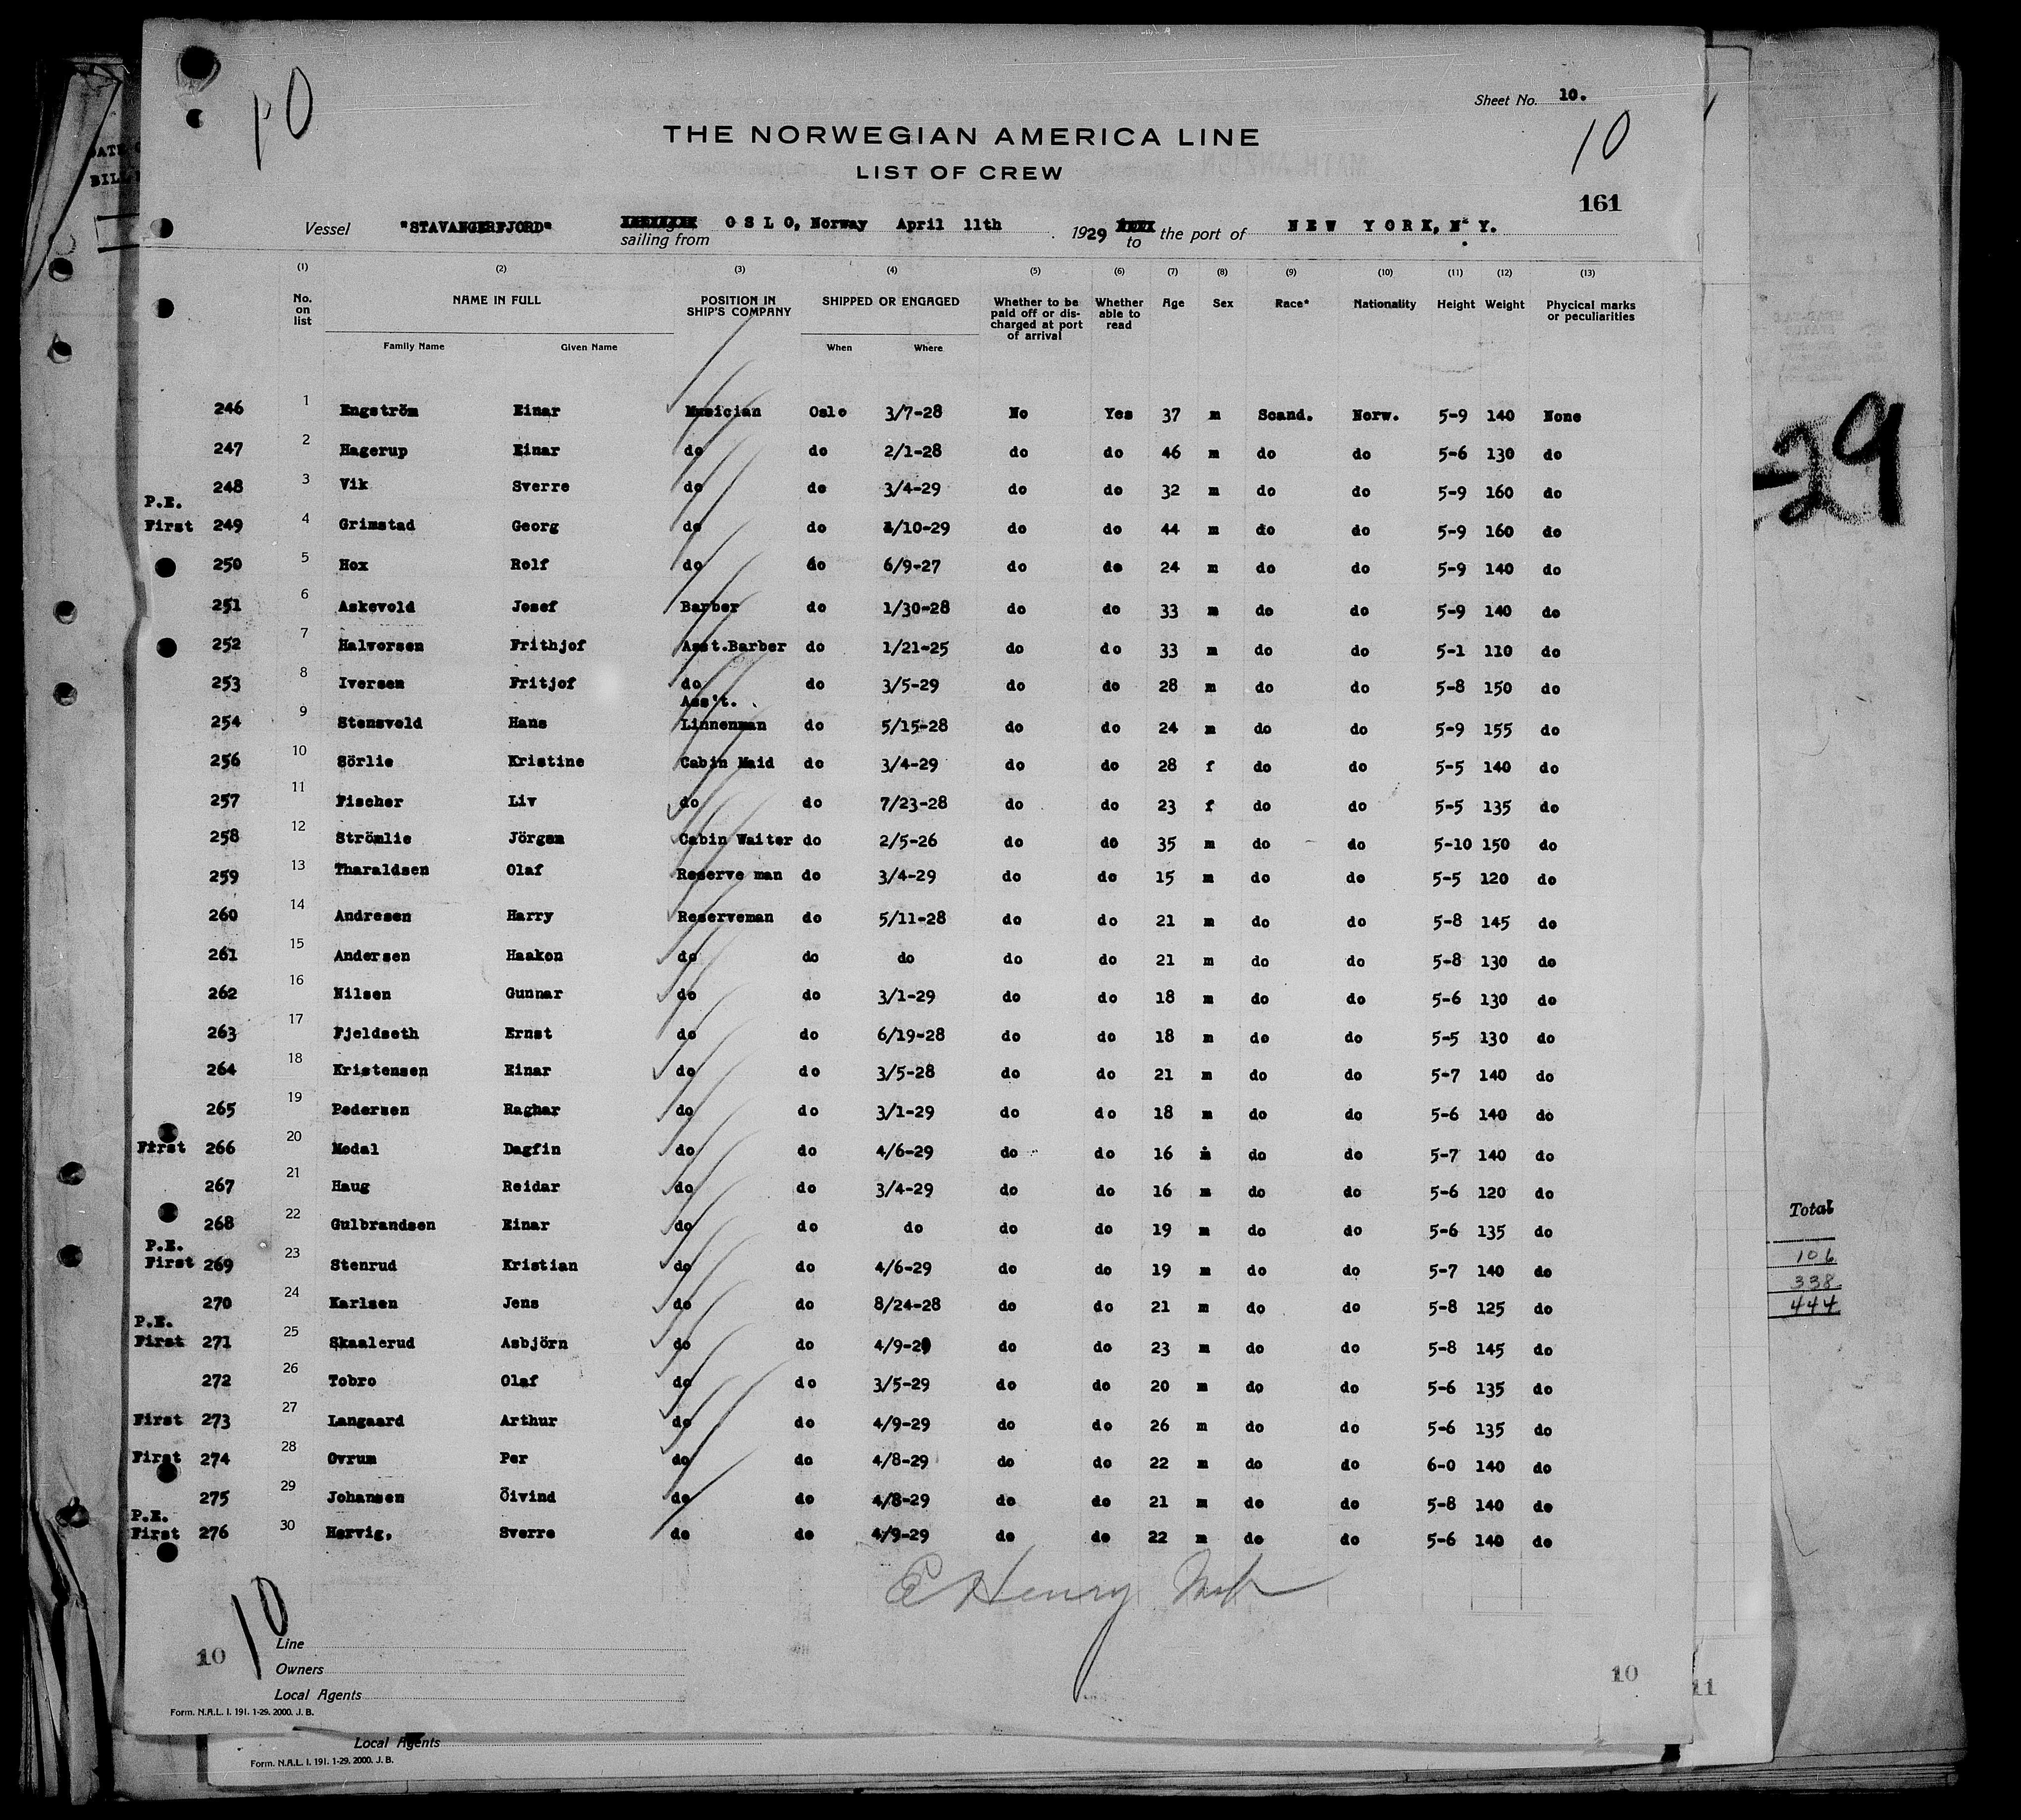 10
Sheet No. 10.
THE NORWEGIAN AMERICA LINE
10
LIST OF CREW
161
Vessel "STAVANGERFJORD" sailing from OSLO, Norway April 11th 1929 to the port of NEW YORK, N.Y.
(1) (2) (3) (4) (5) (6) (7) (8) (9) (10) (11) (12) (13)
No. on list NAME IN FULL POSITION IN SHIP'S COMPANY SHIPPED OR ENGAGED Whether to be paid off or discharged at port of arrival Whether able to read Age Sex Race* Nationality Height Weight Physical marks or peculiarities
Family Name Given Name When Where
246 1 Engström Einar Musician Oslo 3/7-28 No Yes 37 m Scand. Norw. 5-9 140 None
247 2 Hagerup Einar do do 2/1-28 do do 46 m do do 5-6 130 do
248 3 Vik Sverre do do 3/4-29 do do 32 m do do 5-9 160 do
P.E.
First 249 4 Grimstad Georg do do /10-29 do do 44 m do do 5-9 160 do
250 5 Hox Rolf do do 6/9-27 do do 24 m do do 5-9 140 do
251 6 Askevold Josef Barber do 1/30-28 do do 33 m do do 5-9 140 do
252 7 Halvorsen Frithjof Asst.Barber do 1/21-25 do do 33 m do do 5-1 110 do
253 8 Iversen Fritjof do do 3/5-29 do do 28 m do do 5-8 150 do
Ass't.
254 9 Stensveld Hans Linnenman do 5/15-28 do do 24 m do do 5-9 155 do
256 10 Sörlie Kristine Cabin Maid do 3/4-29 do do 28 f do do 5-5 140 do
257 11 Fischer Liv do do 7/23-28 do do 23 f do do 5-5 135 do
258 12 Strömlie Jörgen Cabin Waiter do 2/5-26 do do 35 m do do 5-10 150 do
259 13 Tharaldsen Olaf Reserve man do 3/4-29 do do 15 m do do 5-5 120 do
260 14 Andresen Harry Reserveman do 5/11-28 do do 21 m do do 5-8 145 do
261 15 Andersen Haakon do do do do do 21 m do do 5-8 130 do
262 16 Nilsen Gunnar do do 3/1-29 do do 18 m do do 5-6 130 do
263 17 Fjeldseth Ernst do do 6/19-28 do do 18 m do do 5-5 130 do
264 18 Kristensen Einar do do 3/5-28 do do 21 m do do 5-7 140 do
265 19 Pedersen Ragnar do do 3/1-29 do do 18 m do do 5-6 140 do
First 266 20 Modal Dagfin do do 4/6-29 do do 16 m do do 5-7 140 do
267 21 Haug Reidar do do 3/4-29 do do 16 m do do 5-6 120 do
268 22 Gulbrandsen Einar do do do do do 19 m do do 5-6 135 do
P.E.
First 269 23 Stenrud Kristian do do 4/6-29 do do 19 m do do 5-7 140 do
270 24 Karlsen Jens do do 8/24-28 do do 21 m do do 5-8 125 do
P.E.
First 271 25 Skaalerud Asbjörn do do 4/9-29 do do 23 m do do 5-8 145 do
272 26 Tobro Olaf do do 3/5-29 do do 20 m do do 5-6 135 do
First 273 27 Langaard Arthur do do 4/9-29 do do 26 m do do 5-6 135 do
First 274 28 Ovrum Per do do 4/8-29 do do 22 m do do 6-0 140 do
275 29 Johansen Öivind do do 4/8-29 do do 21 m do do 5-8 140 do
P.E.
First 276 30 Hervig, Sverre do do 4/9-29 do do 22 m do do 5-6 140 do
E Henry
10
Line
10
Owners
Local Agents
10
11
Form. N.A.L. I. 191. 1-29. 2000. J. B.
Local Agents
Form. N.A.L. I. 191. 1-29. 2000. J. B.
-29
Total
106
338
444